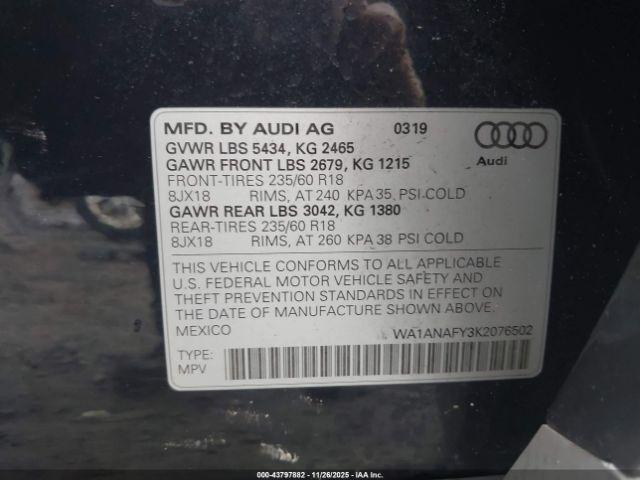 MFD. BY AUDI AG 0319
GVWR LBS 5434, KG 2465
GAWR FRONT LBS 2679, KG 1215
FRONT-TIRES 235/60 R18
8JX18 RIMS, AT 240 KPA 35, PSI COLD
GAWR REAR LBS 3042, KG 1380
REAR-TIRES 235/60 R18
8JX18 RIMS, AT 260 KPA 38 PSI COLD
Audi
THIS VEHICLE CONFORMS TO ALL APPLICABLE
U.S. FEDERAL MOTOR VEHICLE SAFETY AND
THEFT PREVENTION STANDARDS IN EFFECT ON
THE DATE OF MANUFACTURE SHOWN ABOVE.
MEXICO WA1ANAFY3K2076502
TYPE:
MPV
000-43797882 | 11/26/2025 | IAA Inc.